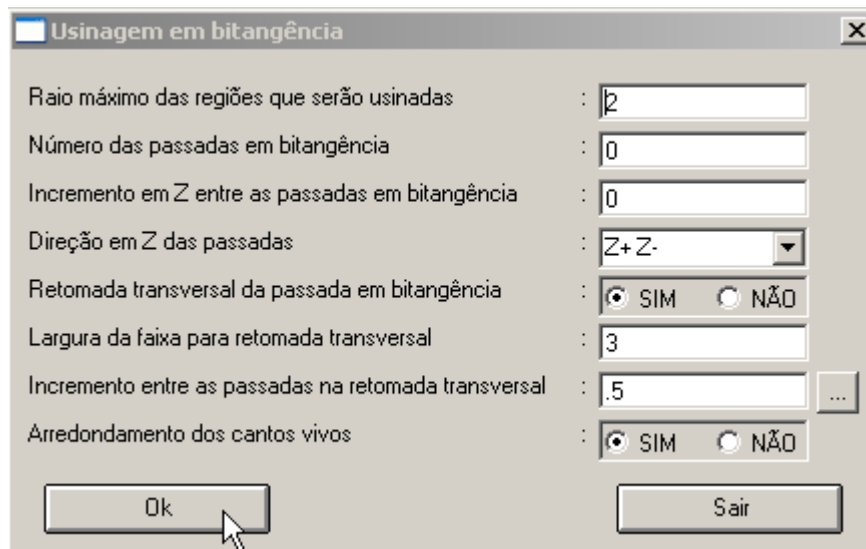 Usinagem em bitangência
Raio máximo das regiões que serão usinadas : 2
Número das passadas em bitangência : 0
Incremento em Z entre as passadas em bitangência : 0
Direção em Z das passadas : Z+ Z-
Retomada transversal da passada em bitangência : SIM NÃO
Largura da faixa para retomada transversal : 3
Incremento entre as passadas na retomada transversal : .5 ...
Arredondamento dos cantos vivos : SIM NÃO
Ok Sair